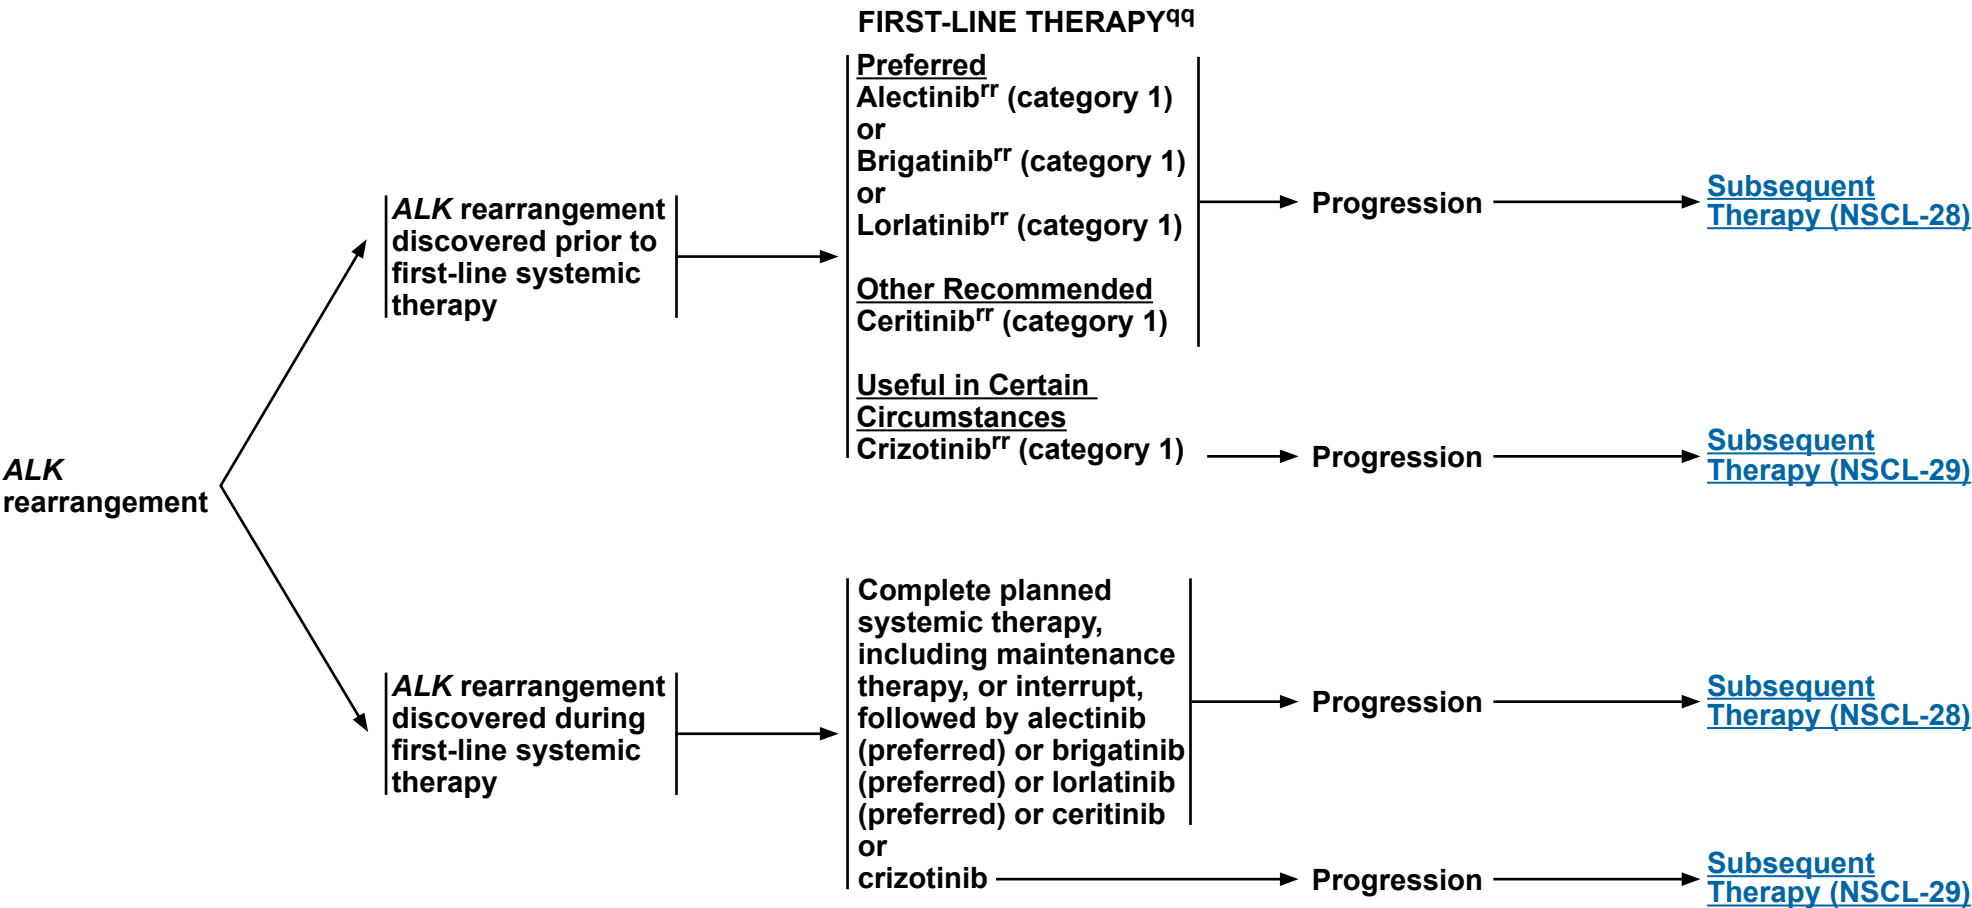 FIRST-LINE THERAPYqq
ALK
rearrangement
ALK rearrangement
discovered prior to
first-line systemic
therapy
Preferred
Alectinibrr (category 1)
or
Brigatinibrr (category 1)
or
Lorlatinibrr (category 1)
Other Recommended
Ceritinibrr (category 1)
Progression
Subsequent
Therapy (NSCL-28)
Useful in Certain
Circumstances
Crizotinibrr (category 1)
Progression
Subsequent
Therapy (NSCL-29)
ALK rearrangement
discovered during
first-line systemic
therapy
Complete planned
systemic therapy,
including maintenance
therapy, or interrupt,
followed by alectinib
(preferred) or brigatinib
(preferred) or lorlatinib
(preferred) or ceritinib
or
crizotinib
Progression
Subsequent
Therapy (NSCL-28)
Progression
Subsequent
Therapy (NSCL-29)